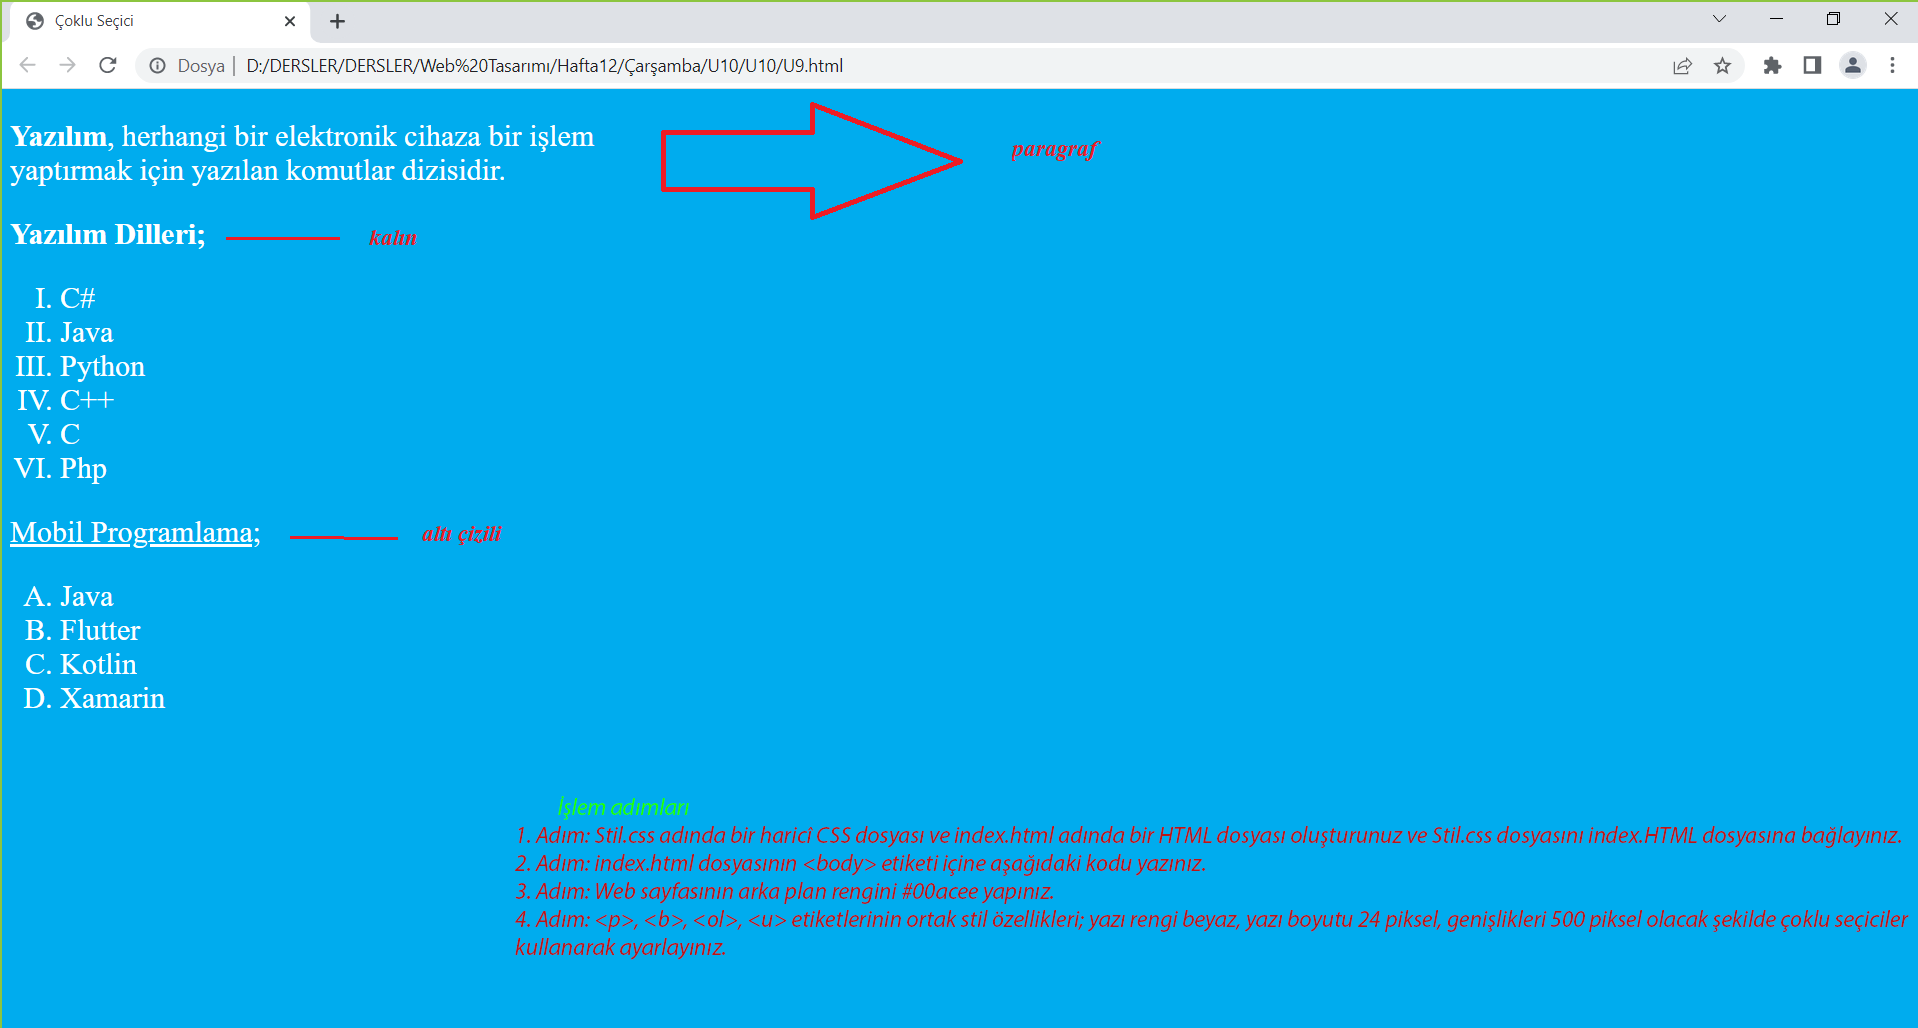 Çoklu Seçici
Dosya | D:/DERSLER/DERSLER/Web%20Tasarımı/Hafta12/Çarşamba/U10/U10/U9.html
Yazılım, herhangi bir elektronik cihaza bir işlem
yaptırmak için yazılan komutlar dizisidir.
paragraf
Yazılım Dilleri;
kalın
I. C#
II. Java
III. Python
IV. C++
V. C
VI. Php
Mobil Programlama;
altı çizili
A. Java
B. Flutter
C. Kotlin
D. Xamarin
İşlem adımları
1. Adım: Stil.css adında bir haricî CSS dosyası ve index.html adında bir HTML dosyası oluşturunuz ve Stil.css dosyasını index.HTML dosyasına bağlayınız.
2. Adım: index.html dosyasının <body> etiketi içine aşağıdaki kodu yazınız.
3. Adım: Web sayfasının arka plan rengini #00acee yapınız.
4. Adım: <p>, <b>, <ol>, <u> etiketlerinin ortak stil özellikleri; yazı rengi beyaz, yazı boyutu 24 piksel, genişlikleri 500 piksel olacak şekilde çoklu seçiciler
kullanarak ayarlayınız.